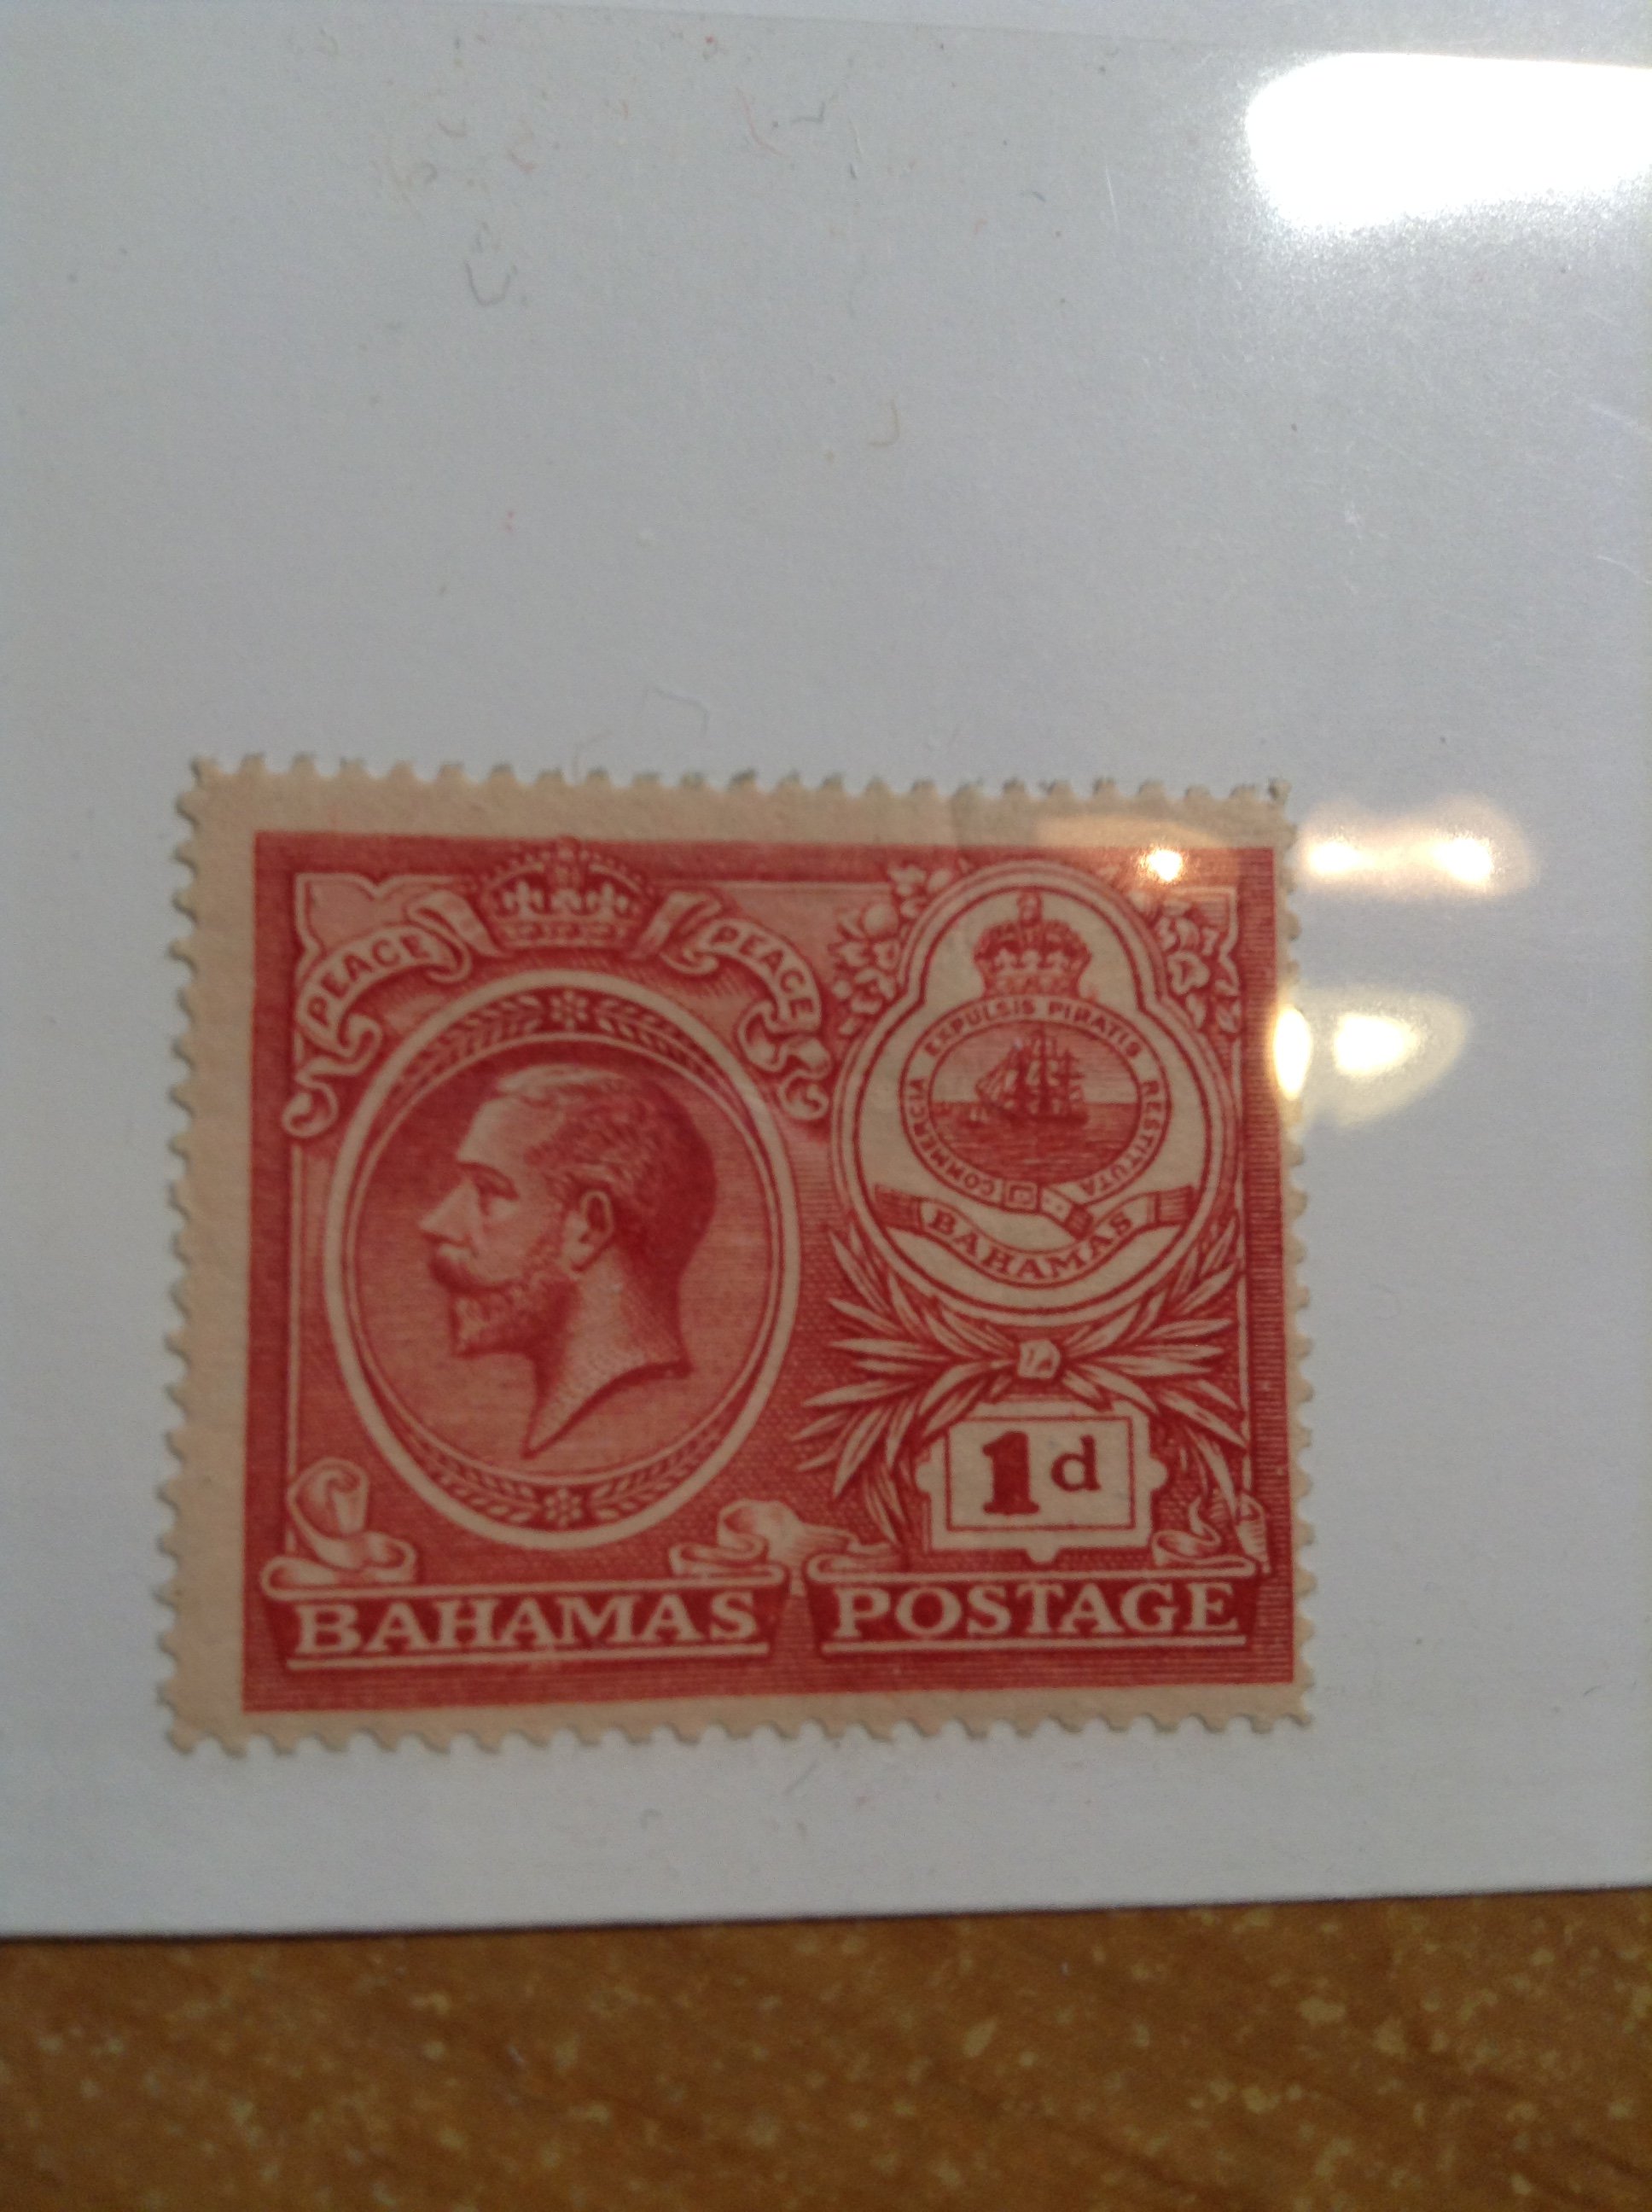 PEACE
PEACE
EXPULSIS PIRATIS RESTITUTA COMMERCIA
BAHAMAS
1d
BAHAMAS POSTAGE